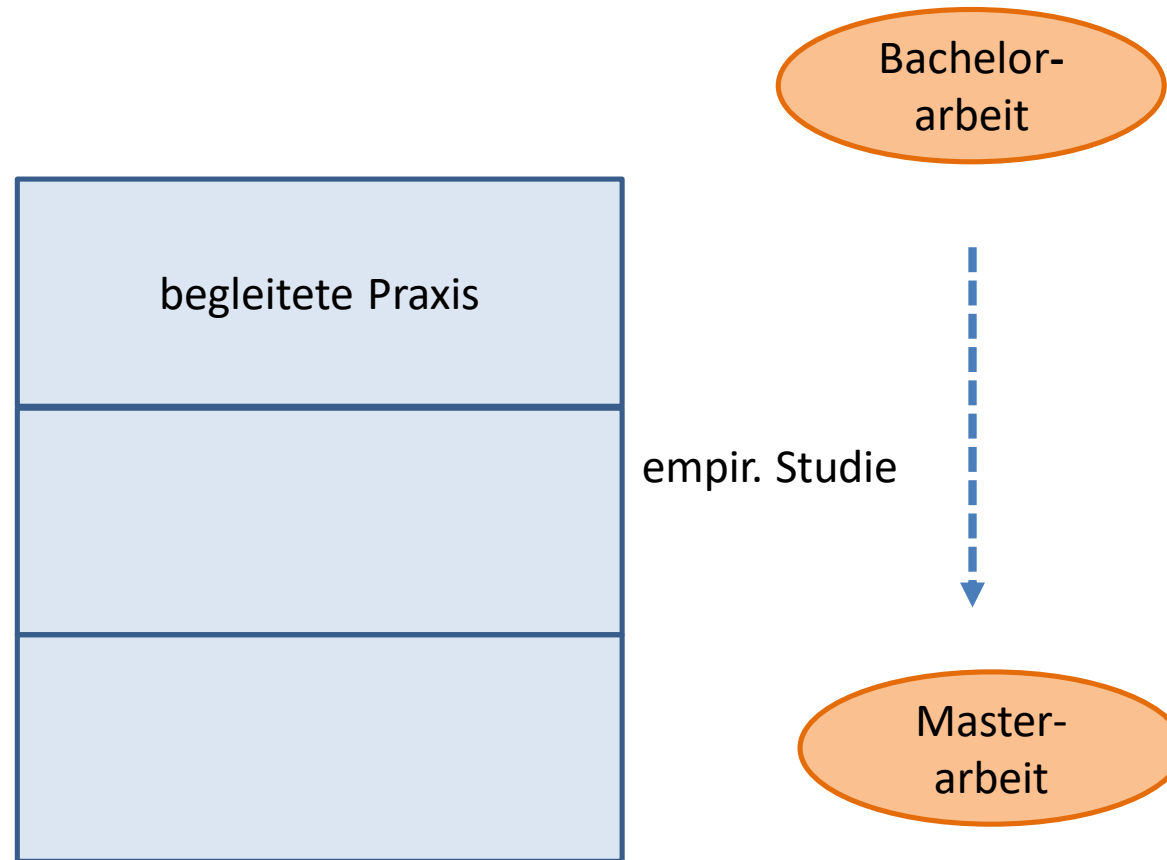 Bachelor-
arbeit
begleitete Praxis
empir. Studie
Master-
arbeit